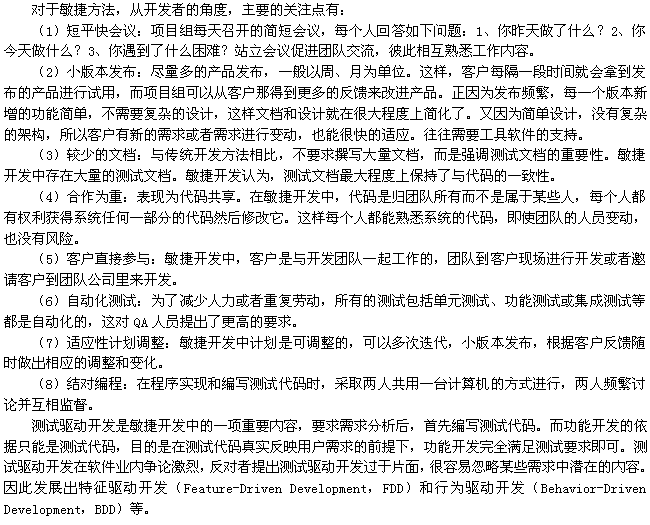 对于敏捷方法，从开发者的角度，主要的关注点有：
（1）短平快会议：项目组每天召开的简短会议，每个人回答如下问题：1、你昨天做了什么？2、你
今天做什么？3、你遇到了什么困难？站立会议促进团队交流，彼此相互熟悉工作内容。
（2）小版本发布：尽量多的产品发布，一般以周、月为单位。这样，客户每隔一段时间就会拿到发
布的产品进行试用，而项目组可以从客户那得到更多的反馈来改进产品。正因为发布频繁，每一个版本新
增的功能简单，不需要复杂的设计，这样文档和设计就在很大程度上简化了。又因为简单设计，没有复杂
的架构，所以客户有新的需求或者需求进行变动，也能很快的适应。往往需要工具软件的支持。
（3）较少的文档：与传统开发方法相比，不要求撰写大量文档，而是强调测试文档的重要性。敏捷
开发中存在大量的测试文档。敏捷开发认为，测试文档最大程度上保持了与代码的一致性。
（4）合作为重：表现为代码共享。在敏捷开发中，代码是归团队所有而不是属于某些人，每个人都
有权利获得系统任何一部分的代码然后修改它。这样每个人都能熟悉系统的代码，即使团队的人员变动，
也没有风险。
（5）客户直接参与：敏捷开发中，客户是与开发团队一起工作的，团队到客户现场进行开发或者邀
请客户到团队公司里来开发。
（6）自动化测试：为了减少人力或者重复劳动，所有的测试包括单元测试、功能测试或集成测试等
都是自动化的，这对QA人员提出了更高的要求。
（7）适应性计划调整：敏捷开发中计划是可调整的，可以多次迭代，小版本发布，根据客户反馈随
时做出相应的调整和变化。
（8）结对编程：在程序实现和编写测试代码时，采取两人共用一台计算机的方式进行，两人频繁讨
论并互相监督。
测试驱动开发是敏捷开发中的一项重要内容，要求需求分析后，首先编写测试代码。而功能开发的依
据只能是测试代码，目的是在测试代码真实反映用户需求的前提下，功能开发完全满足测试要求即可。测
试驱动开发在软件业内争论激烈，反对者提出测试驱动开发过于片面，很容易忽略某些需求中潜在的内容。
因此发展出特征驱动开发（Feature-Driven Development，FDD）和行为驱动开发（Behavior-Driven
Development，BDD）等。